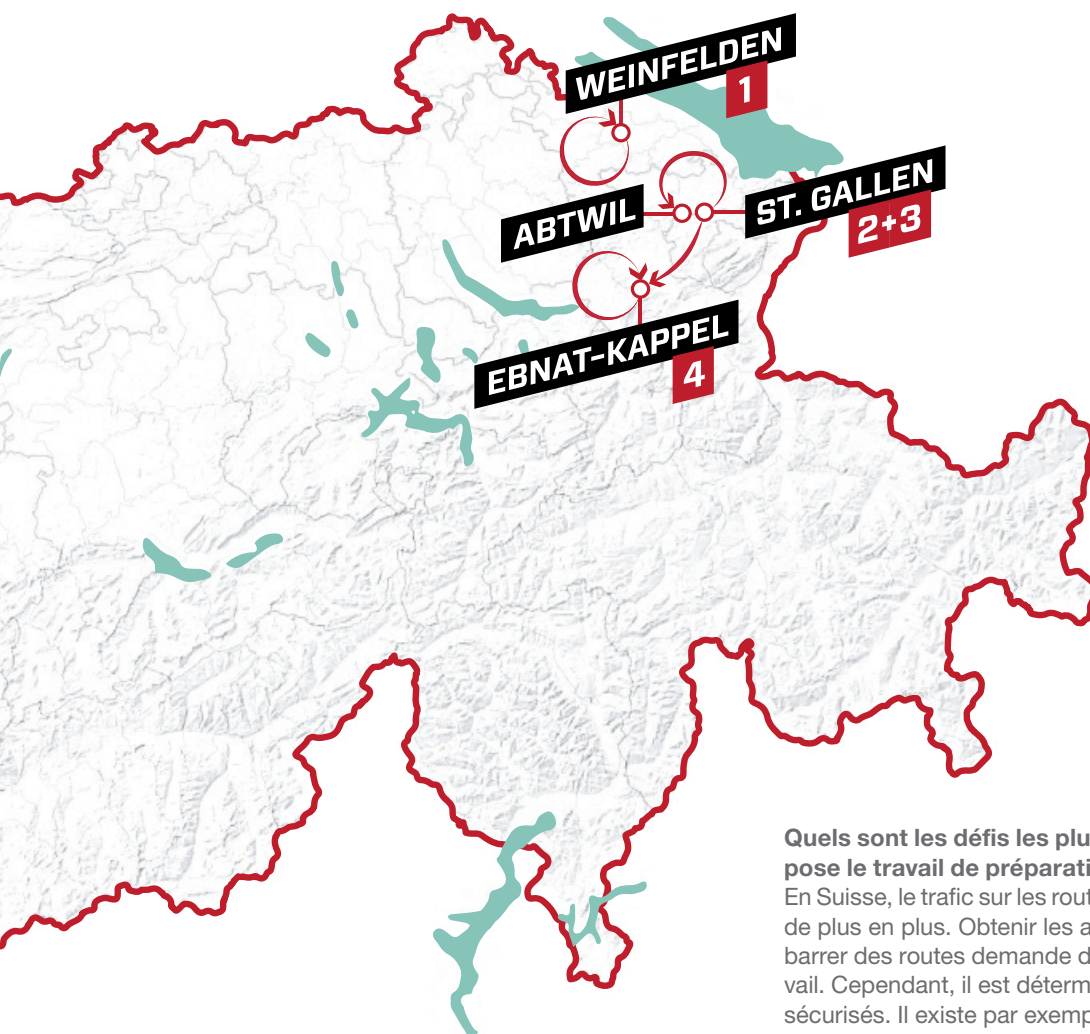 WEINFELDEN
1
ABTWIL
ST. GALLEN
2+3
EBNAT-KAPPEL
4
Quels sont les défis les plu
pose le travail de préparati
En Suisse, le trafic sur les rout
de plus en plus. Obtenir les a
barrer des routes demande d
vail. Cependant, il est déterm
sécurisés. Il existe par exemp